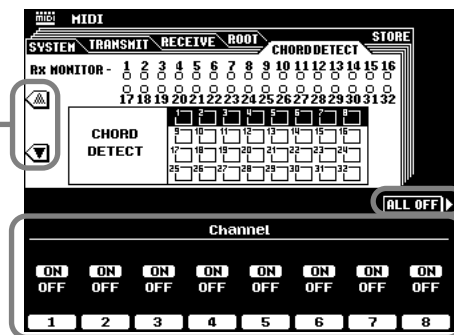 MIDI MIDI
SYSTEM TRANSMIT RECEIVE ROOT CHORD DETECT STORE
RX MONITOR - 1 2 3 4 5 6 7 8 9 10 11 12 13 14 15 16
17 18 19 20 21 22 23 24 25 26 27 28 29 30 31 32
CHORD DETECT
1 2 3 4 5 6 7 8
9 10 11 12 13 14 15 16
17 18 19 20 21 22 23 24
25 26 27 28 29 30 31 32
ALL OFF
Channel
ON ON ON ON ON ON ON ON
OFF OFF OFF OFF OFF OFF OFF OFF
1 2 3 4 5 6 7 8